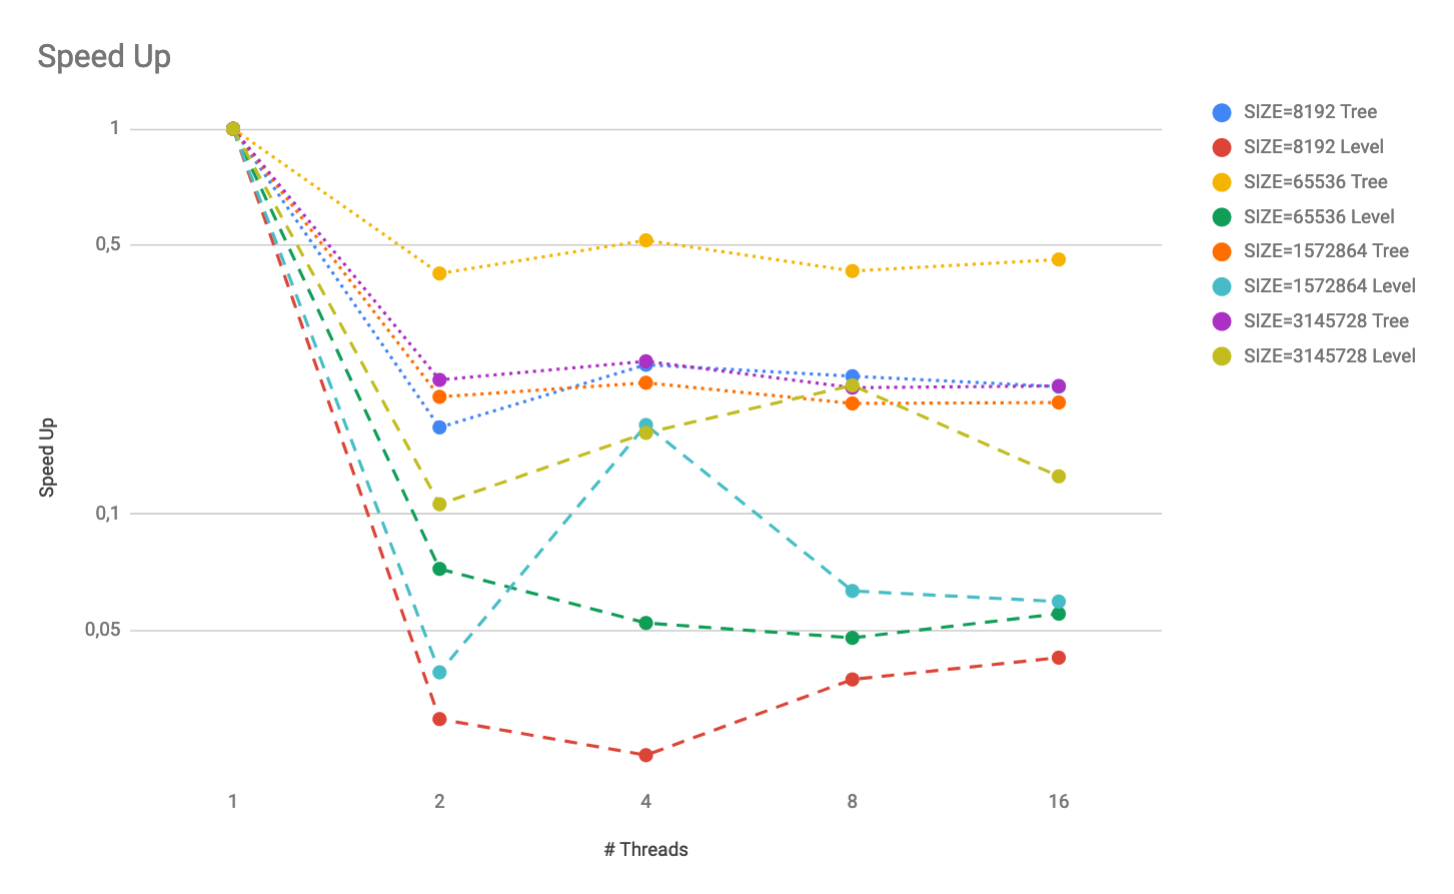 Speed Up
SIZE=8192 Tree
SIZE=8192 Level
SIZE=65536 Tree
SIZE=65536 Level
SIZE=1572864 Tree
SIZE=1572864 Level
SIZE=3145728 Tree
SIZE=3145728 Level
1
0.5
0,1
0,05
Speed Up
1 2 4 8 16
# Threads